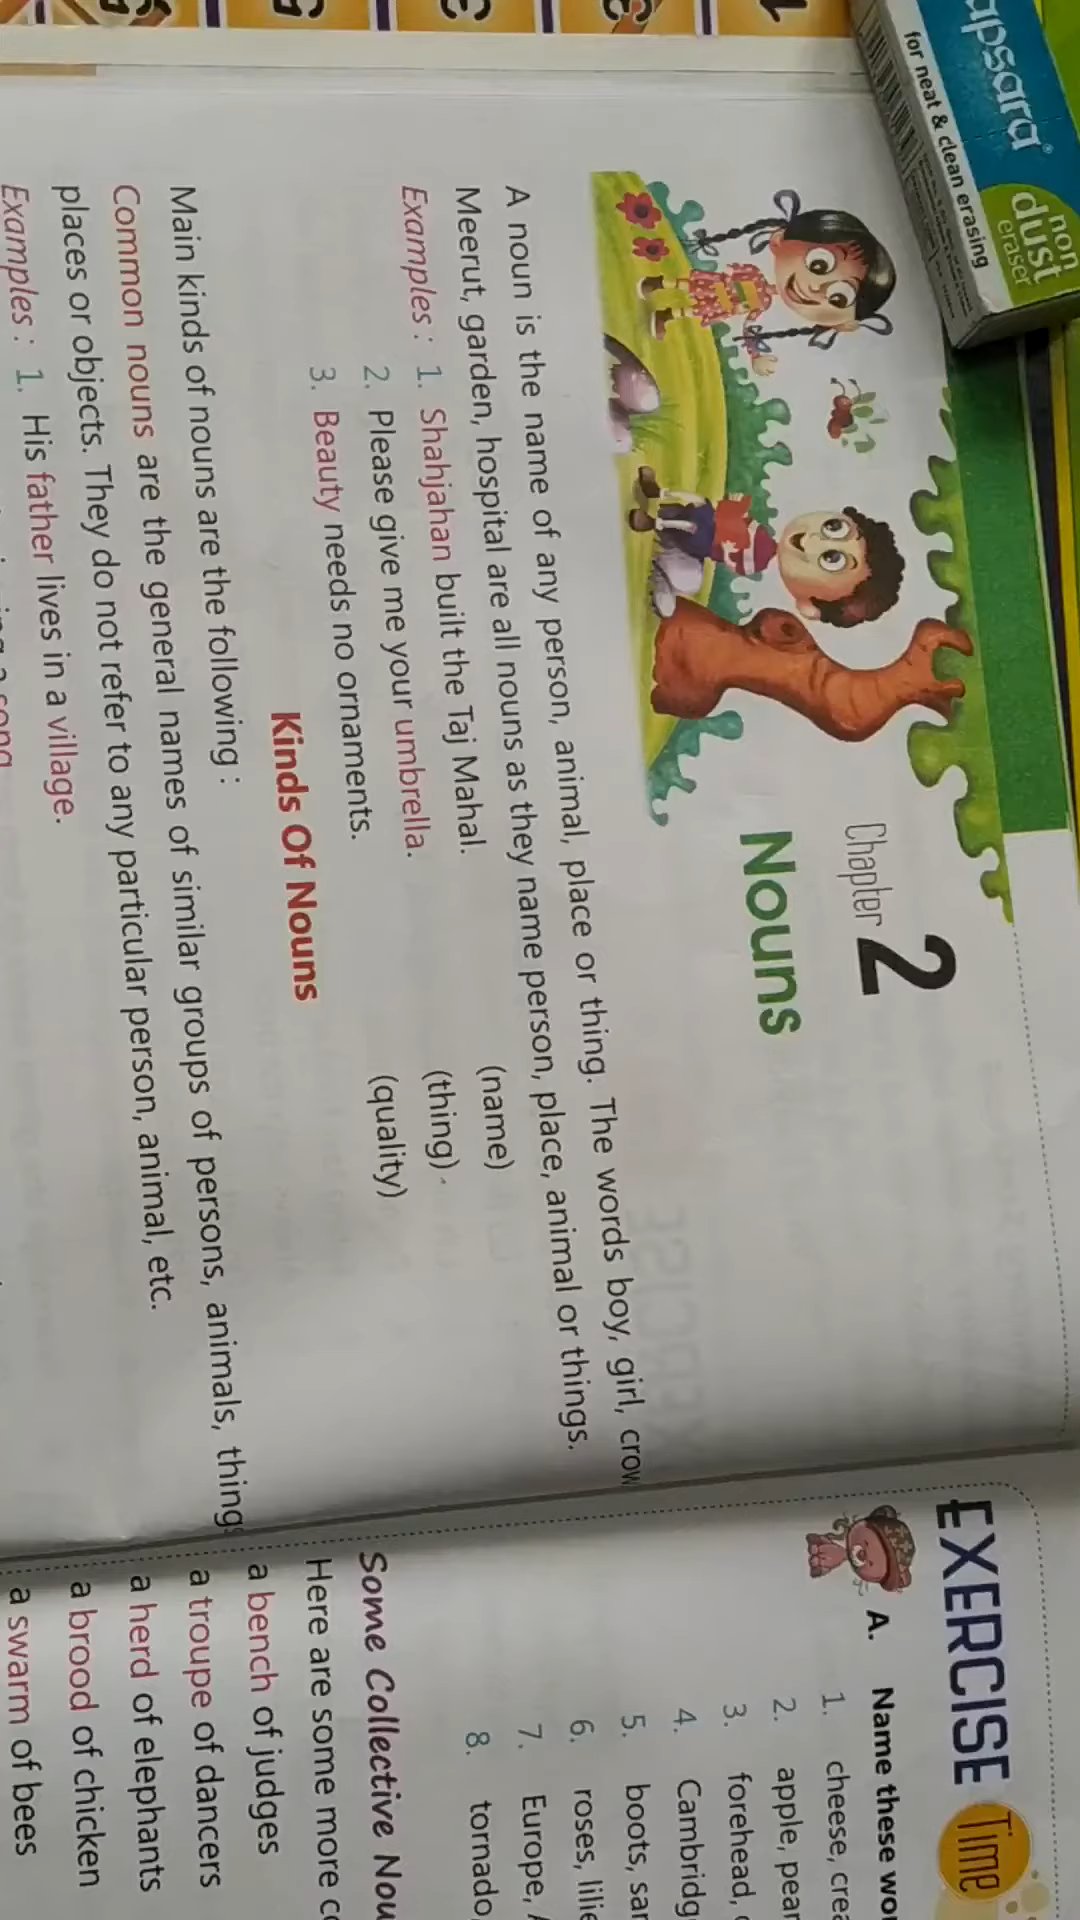 apsara
non
dust
eraser
for neat & clean erasing
Chapter 2
Nouns
A noun is the name of any person, animal, place or thing. The words boy, girl, crow
Meerut, garden, hospital are all nouns as they name person, place, animal or things.
Examples : 1. Shahjahan built the Taj Mahal. (name)
2. Please give me your umbrella. (thing)
3. Beauty needs no ornaments. (quality)
Kinds Of Nouns
Main kinds of nouns are the following :
Common nouns are the general names of similar groups of persons, animals, things
places or objects. They do not refer to any particular person, animal, etc.
Examples : 1. His father lives in a village.
EXERCISE Time
A. Name these
1. cheese,
2. apple,
3. forehead,
4.
5. boots,
6. roses,
7. Europe,
8. tornado,
Some Collective
Here are some more
a bench of judges
a troupe of dancers
a herd of elephants
a brood of chicken
a swarm of bees